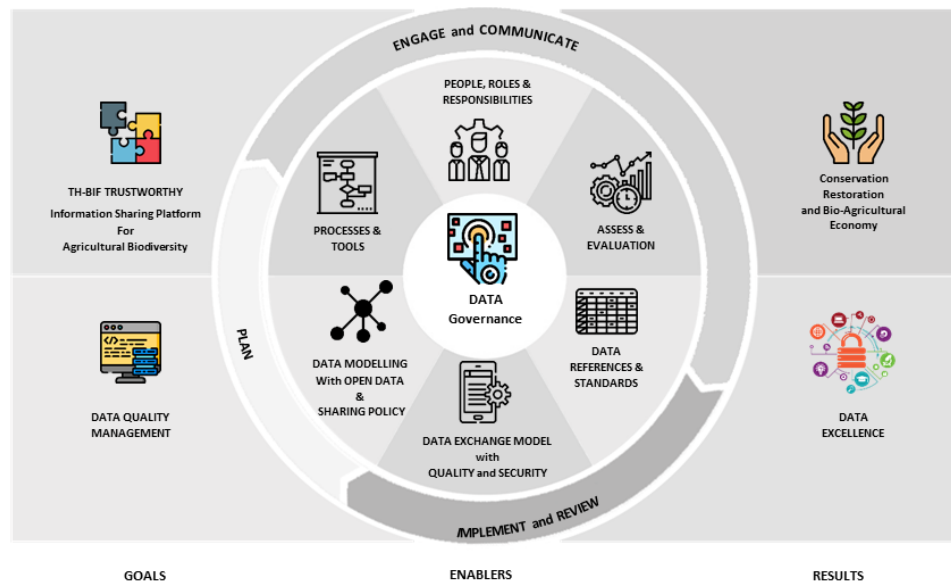 ENGAGE and COMMUNICATE
PEOPLE, ROLES &
RESPONSIBILITIES
TH-BIF TRUSTWORTHY
Information Sharing Platform
For
Agricultural Biodiversity
PROCESSES &
TOOLS
ASSESS &
EVALUATION
Conservation
Restoration
and Bio-Agricultural
Economy
DATA
Governance
PLAN
DATA QUALITY
MANAGEMENT
DATA MODELLING
With OPEN DATA
&
SHARING POLICY
DATA
REFERENCES &
STANDARDS
DATA EXCHANGE MODEL
with
QUALITY and SECURITY
DATA
EXCELLENCE
IMPLEMENT and REVIEW
GOALS
ENABLERS
RESULTS